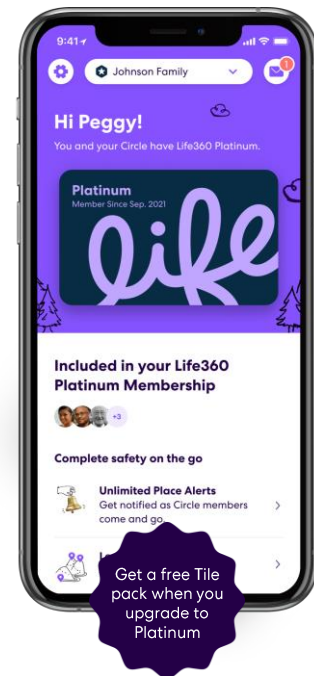 9:41
Johnson Family
1
Hi Peggy!
You and your Circle have Life360 Platinum.
Platinum
Member Since Sep. 2021
life
Included in your Life360
Platinum Membership
+3
Complete safety on the go
Unlimited Place Alerts
Get notified as Circle members
come and go.
Get a free Tile
pack when you
upgrade to
Platinum